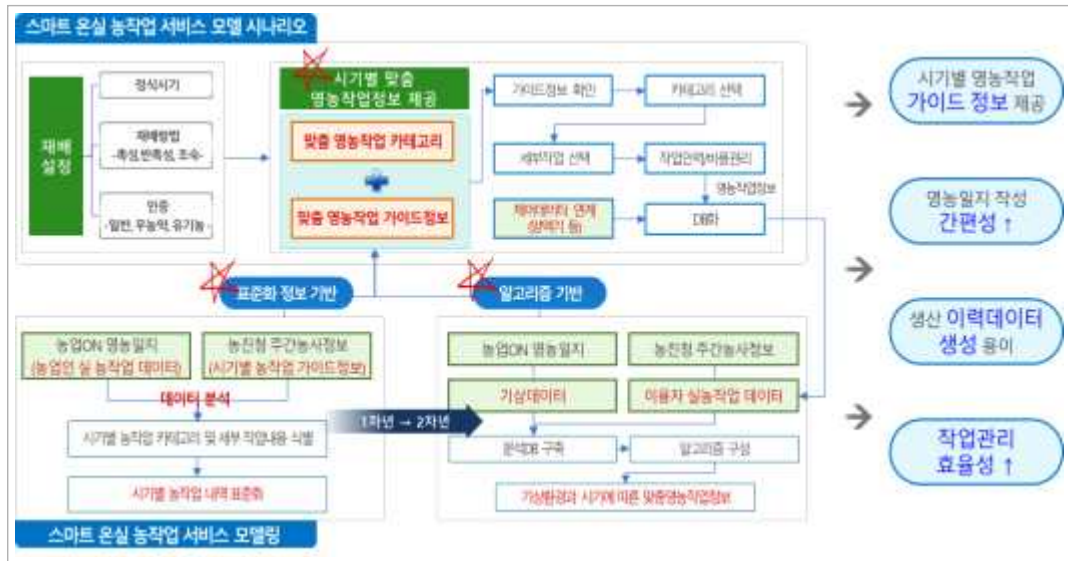 스마트 온실 농작업 서비스 모델 시나리오
재배
설정
정식시기
재배방법
-촉성,반촉성, 조숙-
인증
-일반, 무농약, 유기농-
시기별 맞춤
영농작업정보 제공
맞춤 영농작업 카테고리
맞춤 영농작업 가이드정보
가이드정보 확인
카테고리 선택
세부작업 선택
작업인력/비용관리
영농작업정보
제어데이터 연계
(양액기 등)
DB화
표준화 정보 기반
알고리즘 기반
농업ON 영농일지
(농업인 실 농작업 데이터)
농진청 주간농사정보
(시기별 농작업 가이드정보)
데이터 분석
시기별 농작업 카테고리 및 세부 작업내용 식별
시기별 농작업 내역 표준화
1차년 → 2차년
농업ON 영농일지
농진청 주간농사정보
기상데이터
이용자 실농작업 데이터
분석DB 구축
알고리즘 구성
기상환경과 시기에 따른 맞춤영농작업정보
스마트 온실 농작업 서비스 모델링
시기별 영농작업
가이드 정보 제공
영농일지 작성
간편성 ↑
생산 이력데이터
생성 용이
작업관리
효율성 ↑